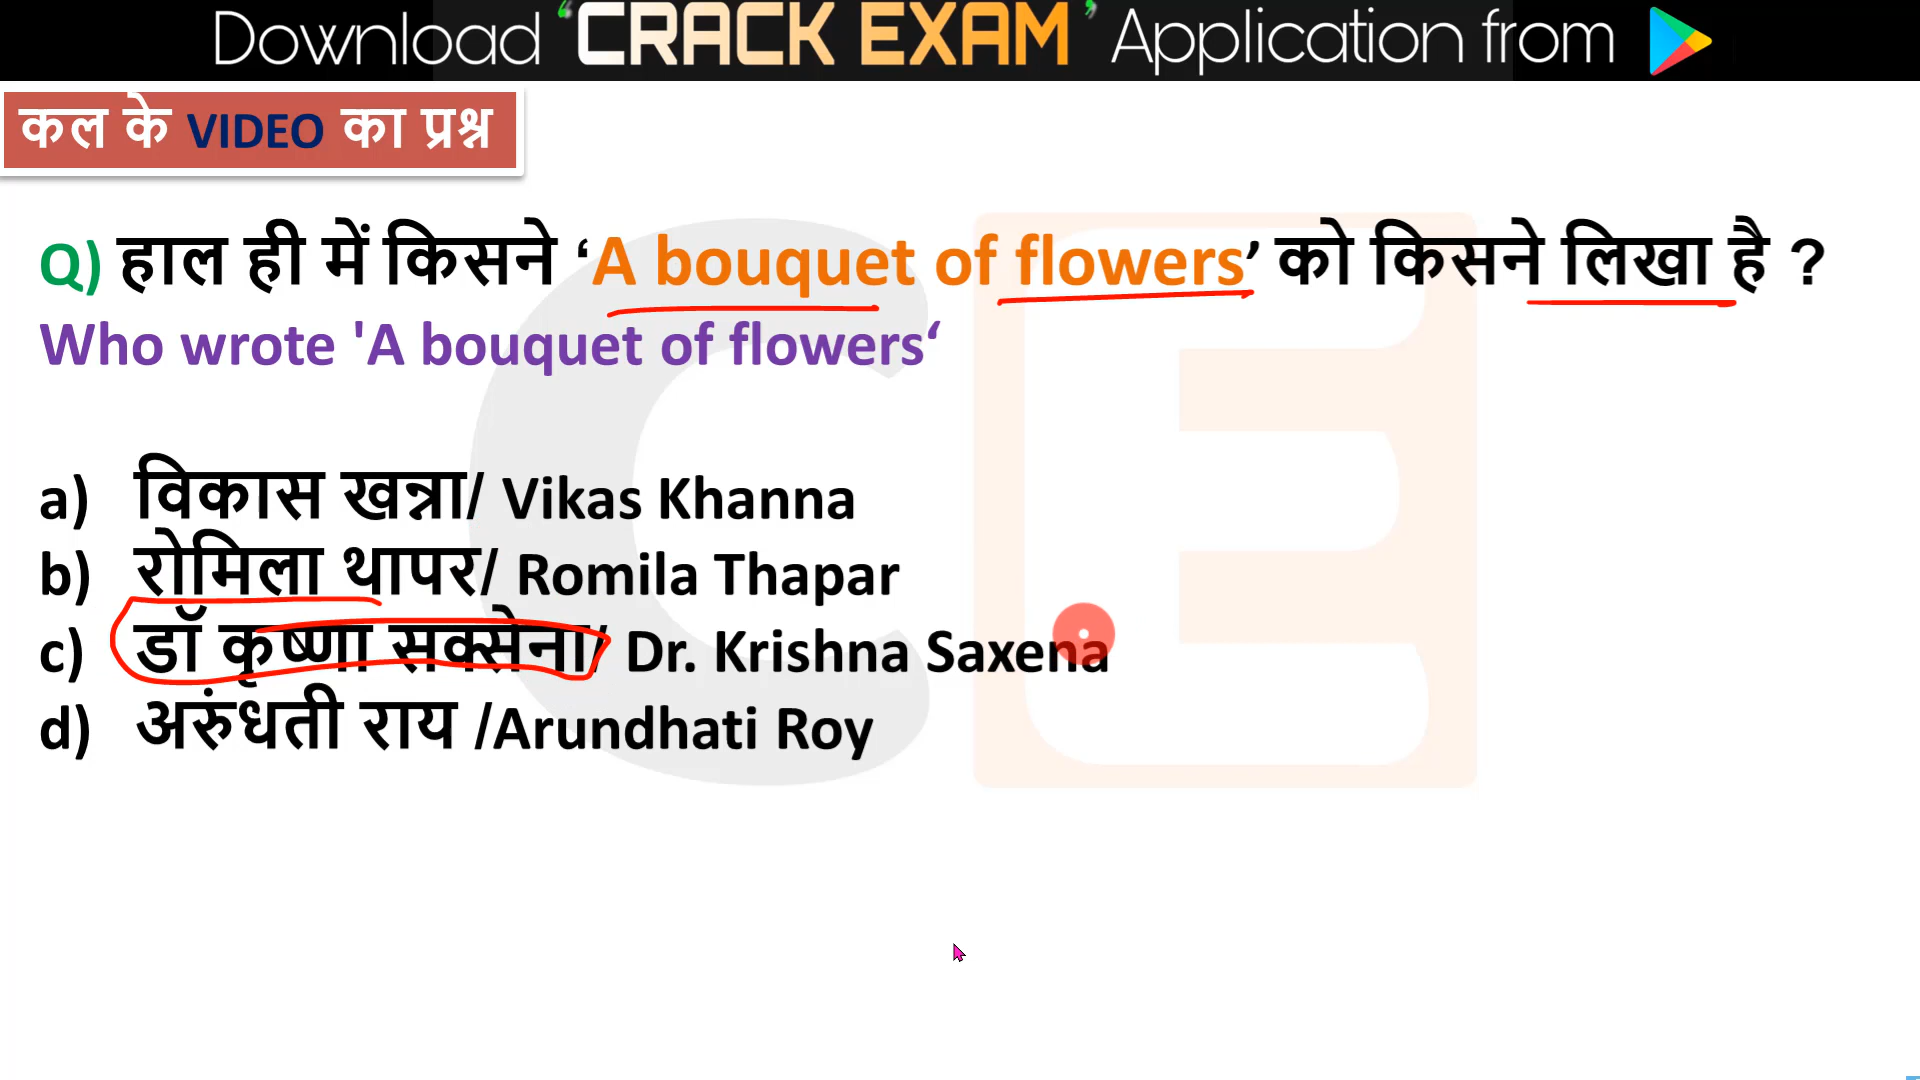 Download ‘CRACK EXAM’ Application from
कल के VIDEO का प्रश्न
Q) हाल ही में किसने ‘A bouquet of flowers’ को किसने लिखा है ?
Who wrote 'A bouquet of flowers‘
a) विकास खन्ना/ Vikas Khanna
b) रोमिला थापर/ Romila Thapar
c) डॉ कृष्णा सक्सेना/ Dr. Krishna Saxena
d) अरुंधती राय /Arundhati Roy
CE